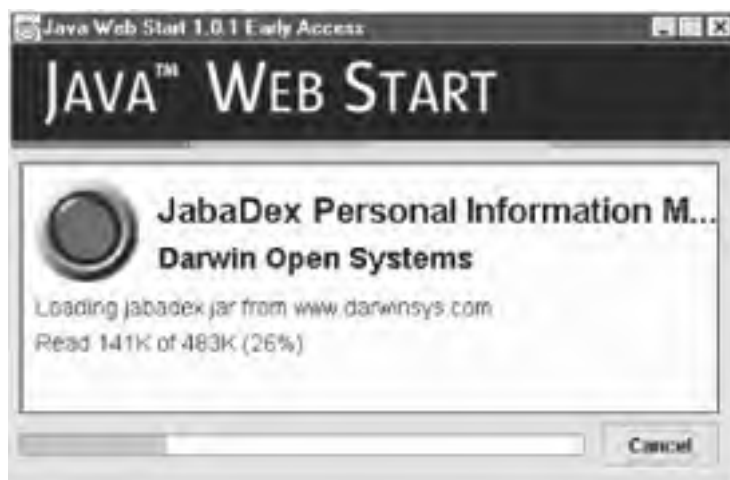 Java Web Start 1.0.1 Early Access
JAVA™ WEB START
JabaDex Personal Information M...
Darwin Open Systems
Loading jabadex.jar from www.darwinsys.com
Read 141K of 483K (26%)
Cancel